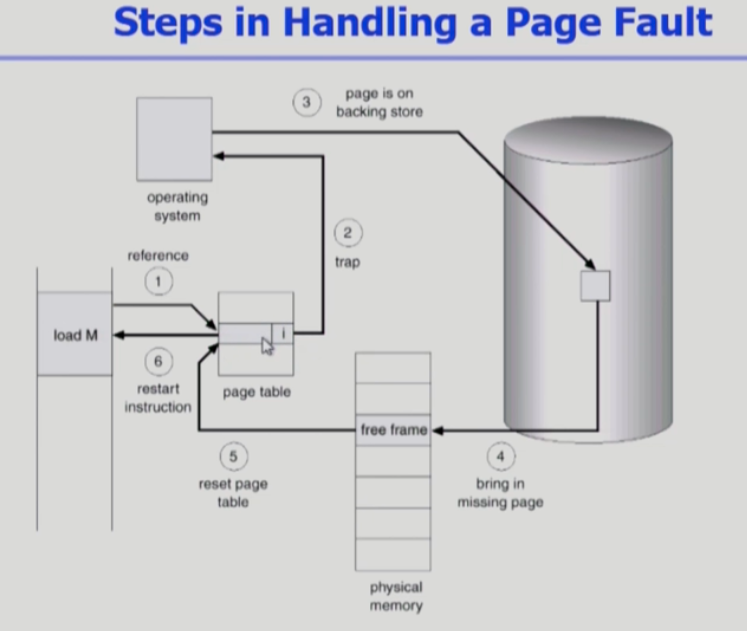 Steps in Handling a Page Fault
3
page is on
backing store
operating
system
2
trap
reference
1
load M
i
6
restart
instruction
page table
free frame
5
reset page
table
4
bring in
missing page
physical
memory